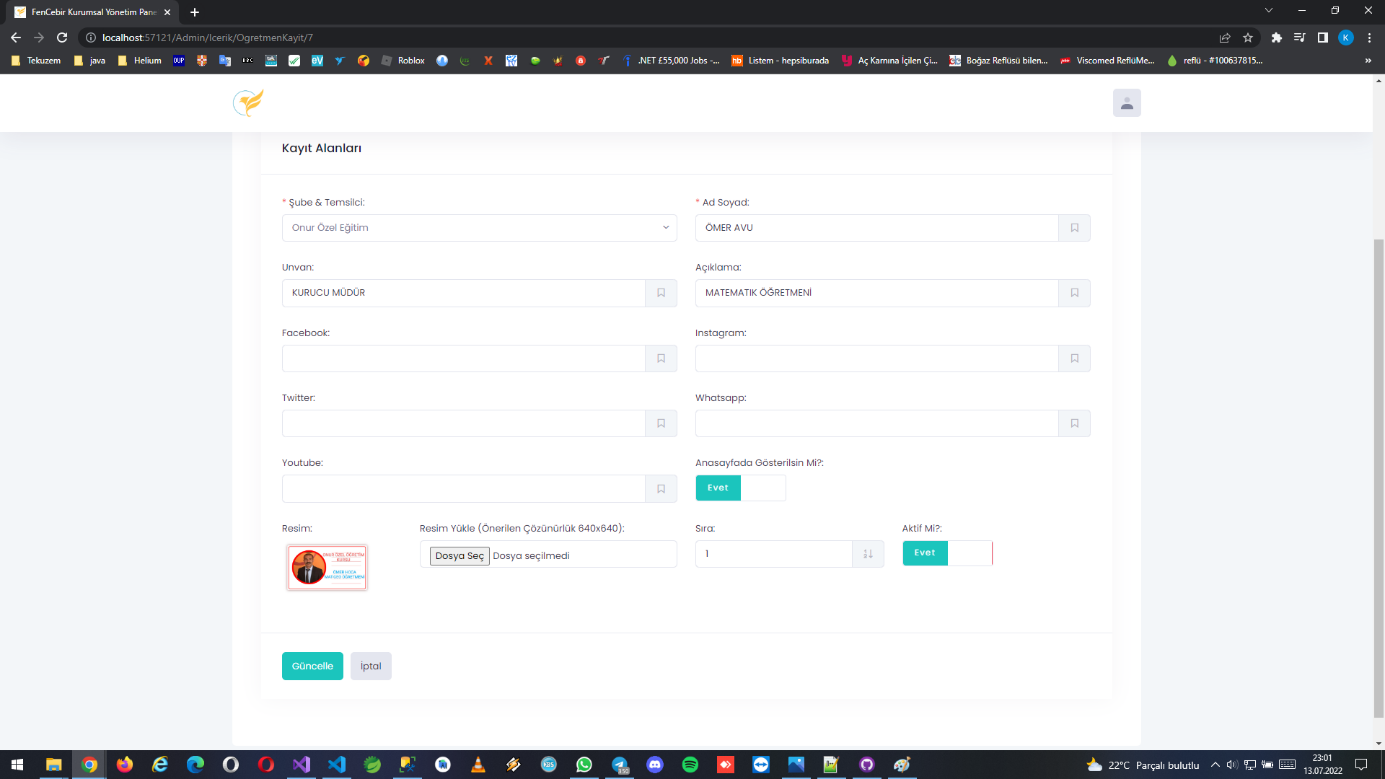 FenCebir Kurumsal Yönetim Pane
localhost:57121/Admin/Icerik/OgretmenKayit/7
K
Tekuzem
java
Helium
OUP
Roblox
.NET £55,000 Jobs -...
Listem - hepsiburada
Aç Karnına İçilen Çi...
Boğaz Reflüsü bilen...
Viscomed RefluMe...
reflü - #100637815...
Kayıt Alanları
* Şube & Temsilci:
* Ad Soyad:
Onur Özel Eğitim
ÖMER AVU
Unvan:
Açıklama:
KURUCU MÜDÜR
MATEMATIK ÖĞRETMENİ
Facebook:
Instagram:
Twitter:
Whatsapp:
Youtube:
Anasayfada Gösterilsin Mi?:
Evet
Resim:
Resim Yükle (Önerilen Çözünürlük 640x640):
Sıra:
Aktif Mi?:
Dosya Seç
Dosya seçilmedi
1
Evet
Güncelle
iptal
22°C Parçalı bulutlu
23:01
13.07.2022